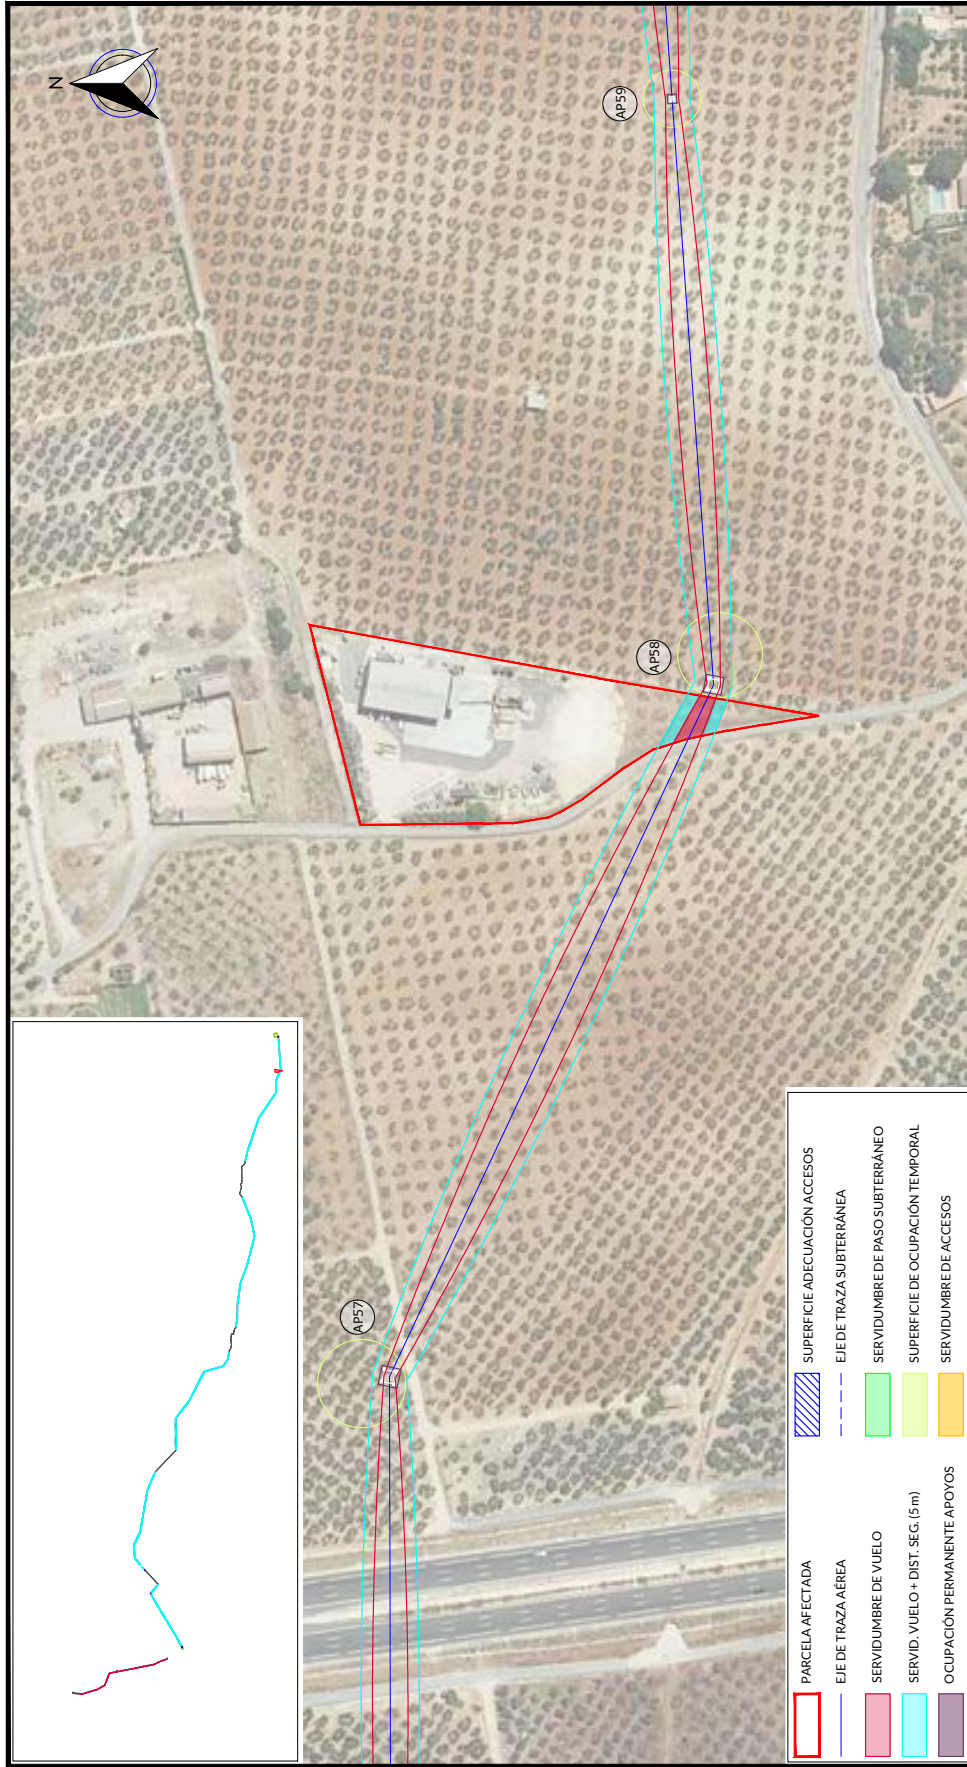 N
AP59
AP58
AP57
PARCELA AFECTADA
EJE DE TRAZA AÉREA
SERVIDUMBRE DE VUELO
SERVID. VUELO + DIST. SEG. (5 m)
OCUPACIÓN PERMANENTE APOYOS
SUPERFICIE ADECUACIÓN ACCESOS
EJE DE TRAZA SUBTERRÁNEA
SERVIDUMBRE DE PASO SUBTERRÁNEO
SUPERFICIE DE OCUPACIÓN TEMPORAL
SERVIDUMBRE DE ACCESOS